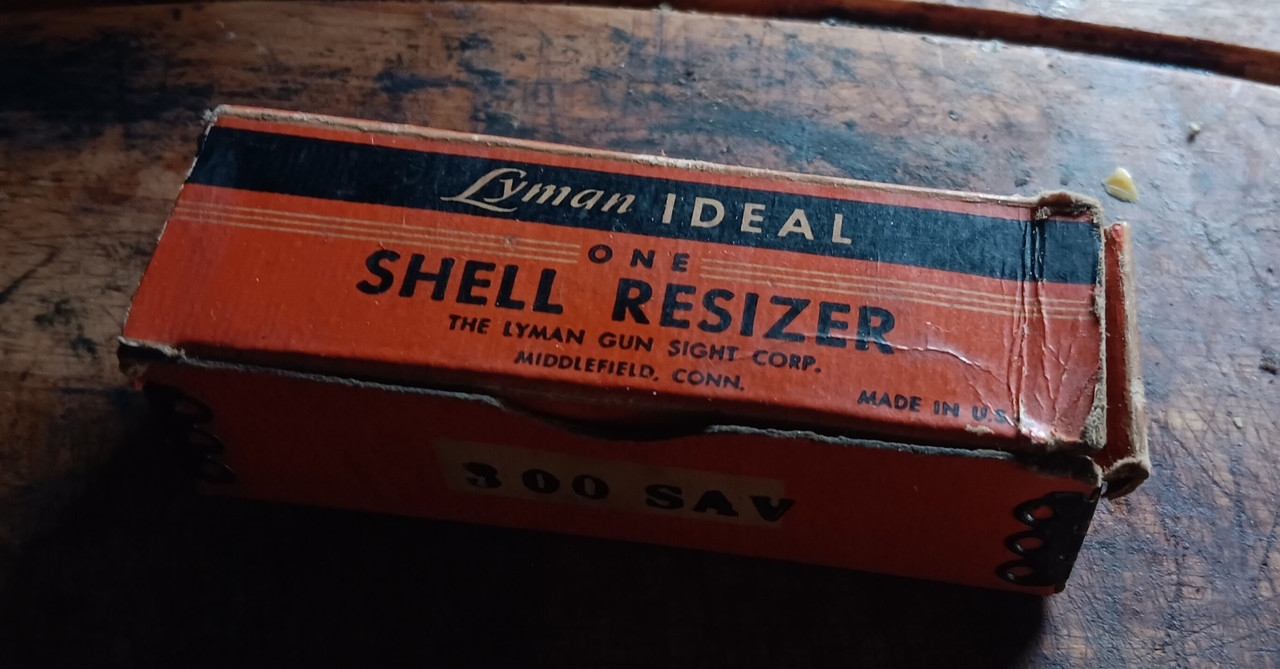 Lyman IDEAL
ONE
SHELL RESIZER
THE LYMAN GUN SIGHT CORP.
MIDDLEFIELD, CONN.
MADE IN U.S.
300 SAV